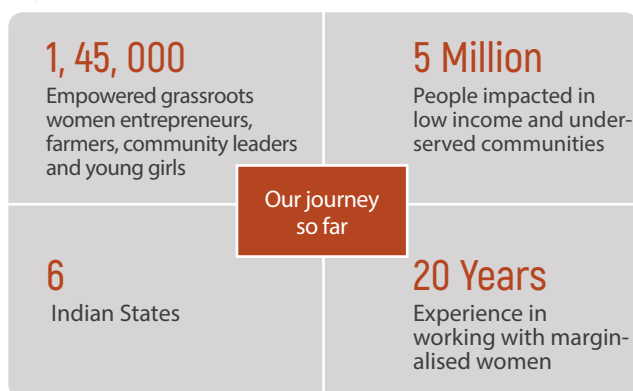 1, 45, 000
Empowered grassroots
women entrepreneurs,
farmers, community leaders
and young girls
5 Million
People impacted in
low income and under-
served communities
Our journey
so far
6
Indian States
20 Years
Experience in
working with margin-
alised women